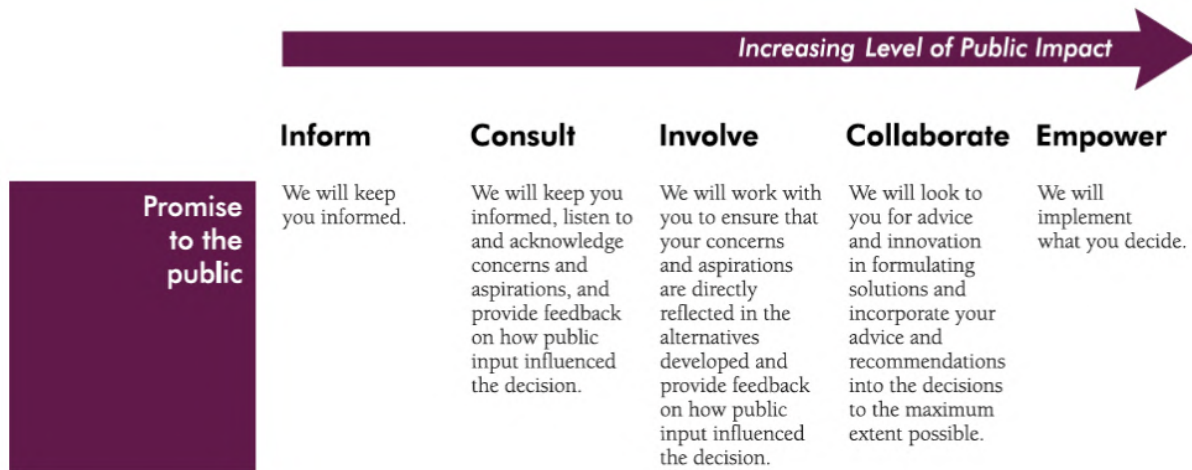 Increasing Level of Public Impact
Inform
Consult
Involve
Collaborate
Empower
Promise
to the
public
We will keep
you informed.
We will keep you
informed, listen to
and acknowledge
concerns and
aspirations, and
provide feedback
on how public
input influenced
the decision.
We will work with
you to ensure that
your concerns
and aspirations
are directly
reflected in the
alternatives
developed and
provide feedback
on how public
input influenced
the decision.
We will look to
you for advice
and innovation
in formulating
solutions and
incorporate your
advice and
recommendations
into the decisions
to the maximum
extent possible.
We will
implement
what you decide.